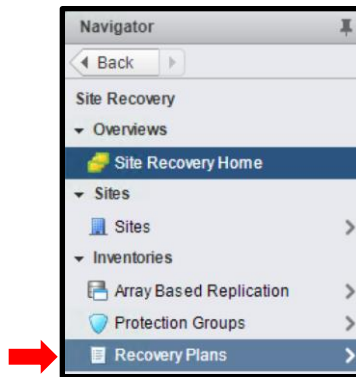 Navigator
Back
Site Recovery
Overviews
Site Recovery Home
Sites
Sites
Inventories
Array Based Replication
Protection Groups
Recovery Plans